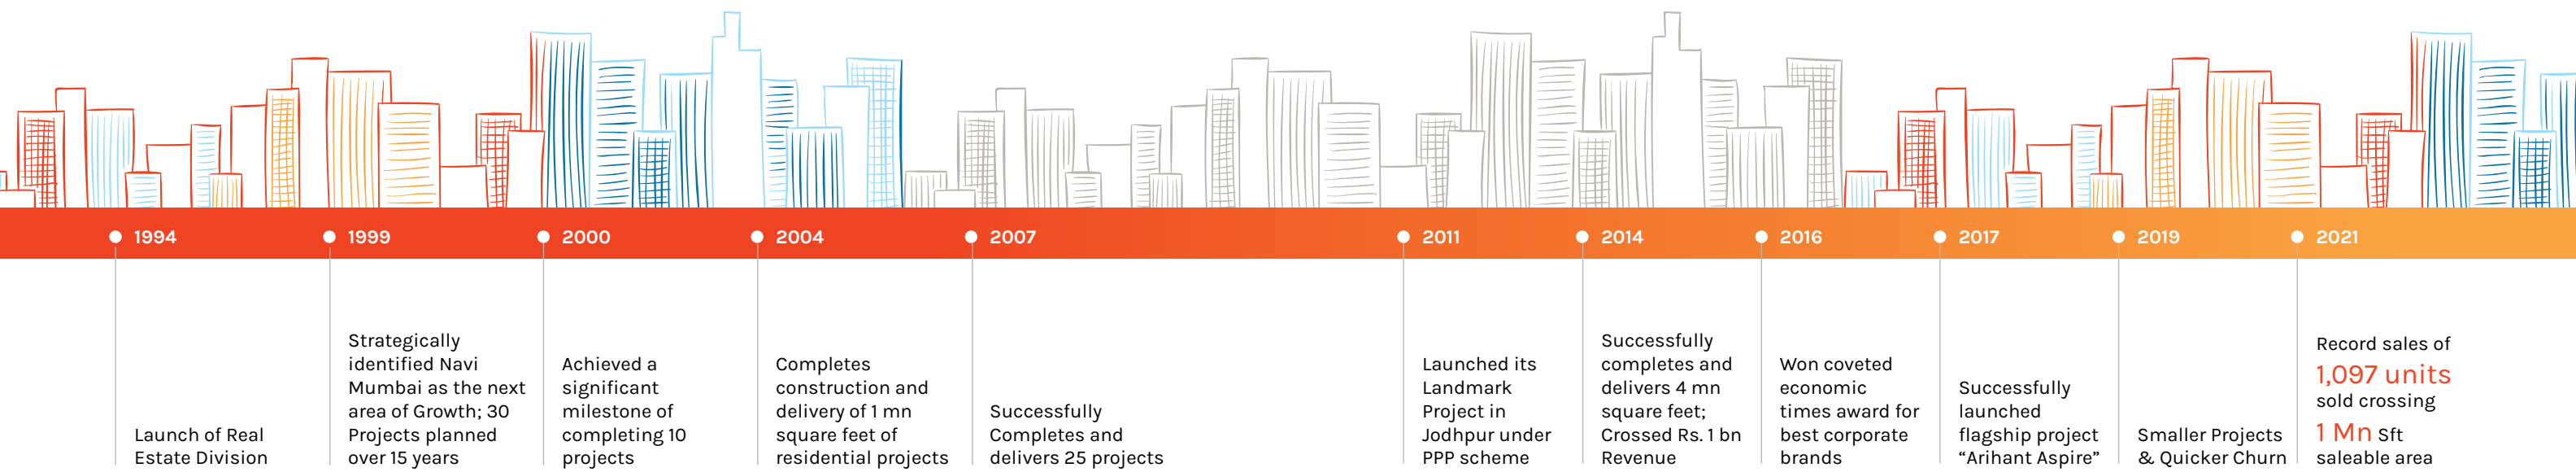 1994
Launch of Real
Estate Division
1999
Strategically
identified Navi
Mumbai as the next
area of Growth; 30
Projects planned
over 15 years
2000
Achieved a
significant
milestone of
completing 10
projects
2004
Completes
construction and
delivery of 1 mn
square feet of
residential projects
2007
Successfully
Completes and
delivers 25 projects
2011
Launched its
Landmark
Project in
Jodhpur under
PPP scheme
2014
Successfully
completes and
delivers 4 mn
square feet;
Crossed Rs. 1 bn
Revenue
2016
Won coveted
economic
times award for
best corporate
brands
2017
Successfully
launched
flagship project
“Arihant Aspire”
2019
Smaller Projects
& Quicker Churn
2021
Record sales of
1,097 units
sold crossing
1 Mn Sft
saleable area